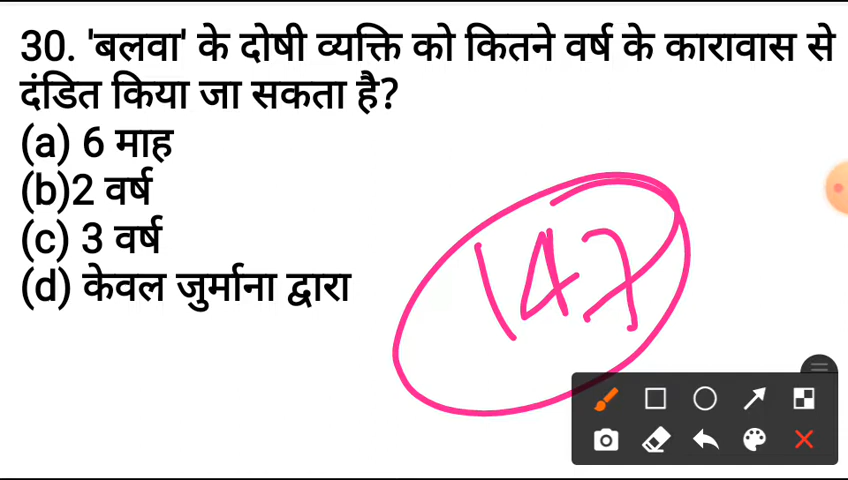 30. 'बलवा' के दोषी व्यक्ति को कितने वर्ष के कारावास से
दंडित किया जा सकता है?
(a) 6 माह
(b)2 वर्ष
(c) 3 वर्ष
(d) केवल जुर्माना द्वारा
147